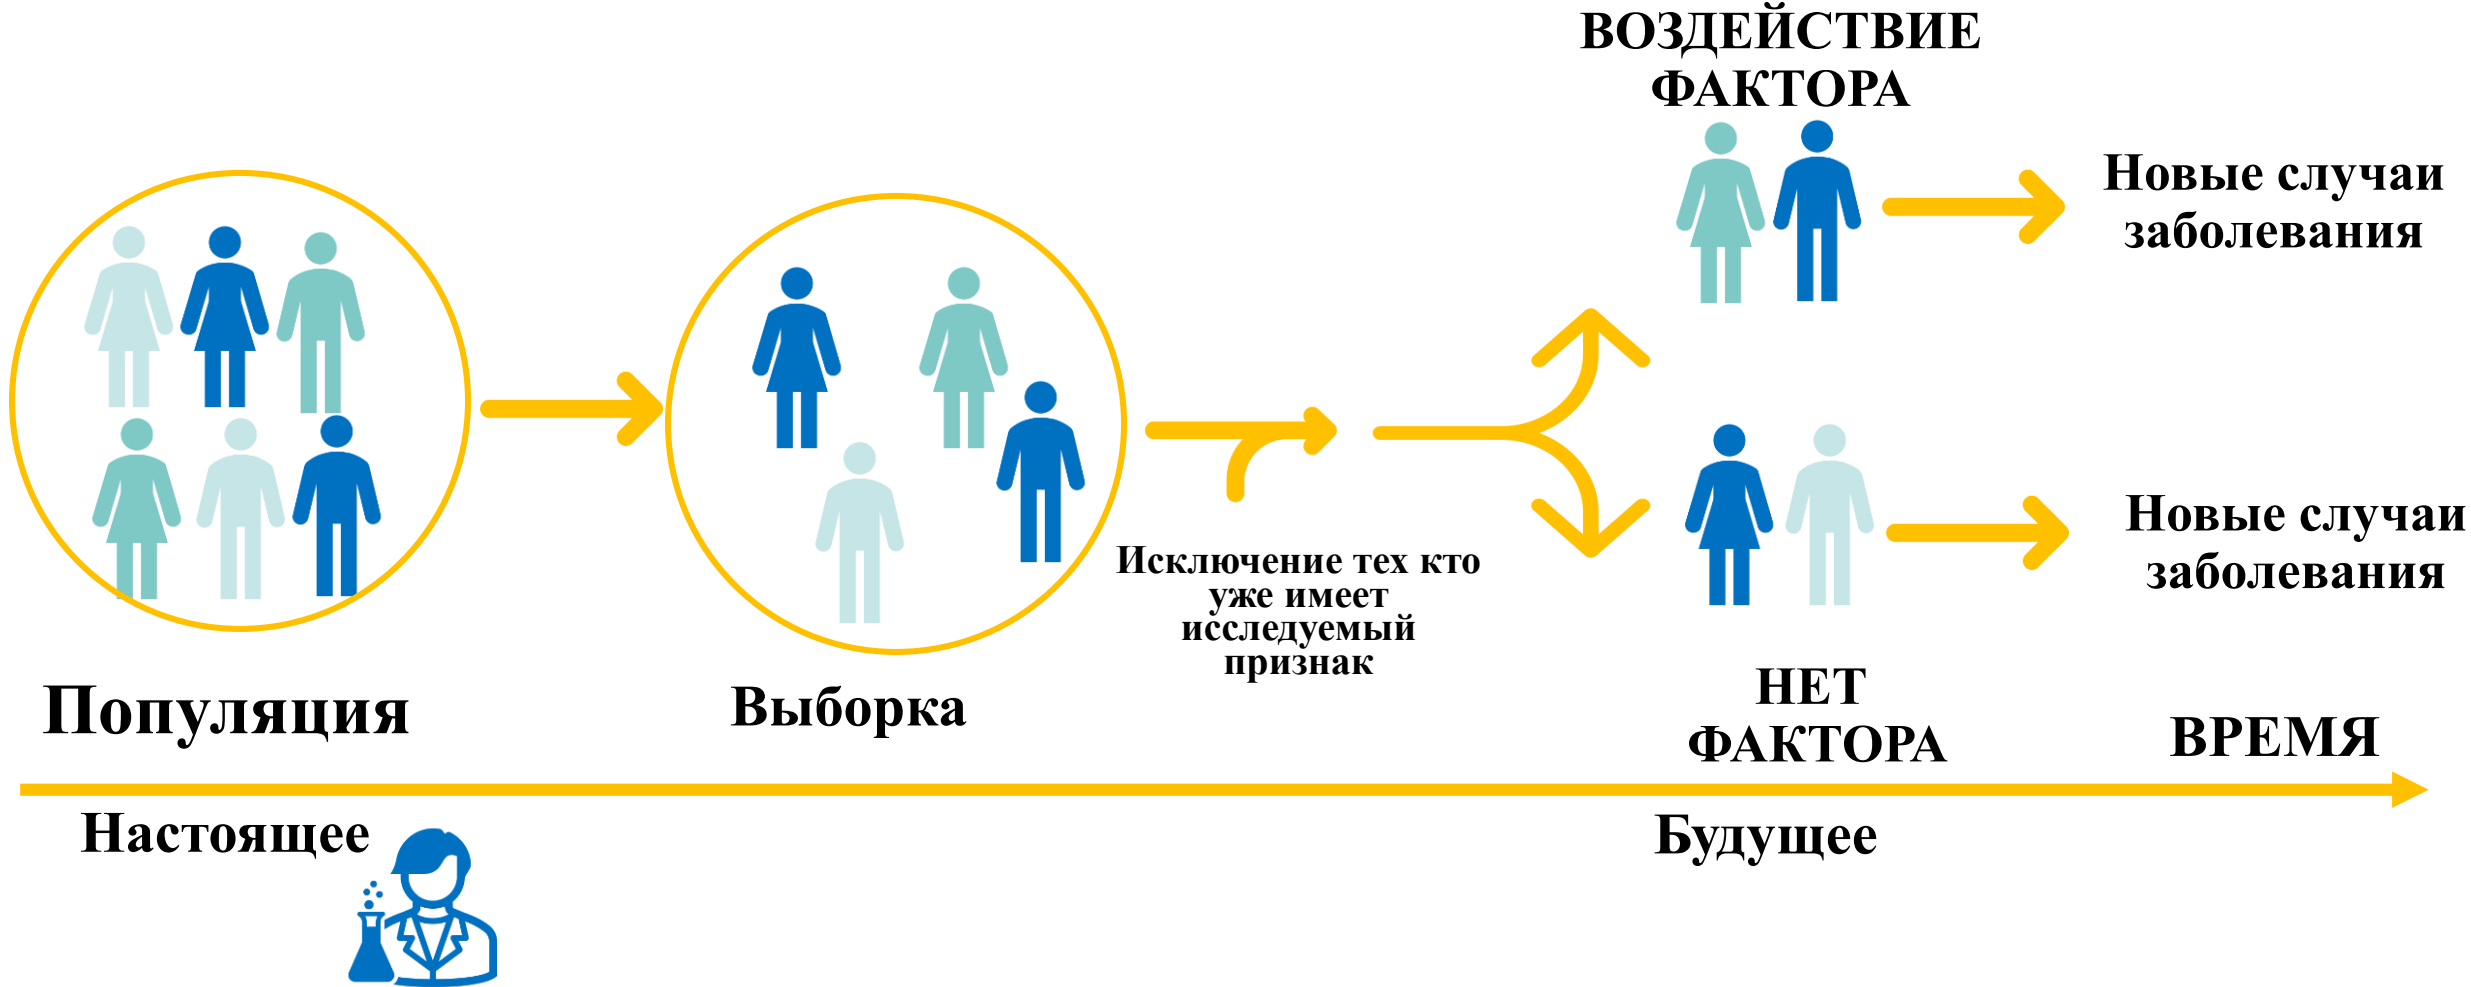 ВОЗДЕЙСТВИЕ
ФАКТОРА
Новые случаи
заболевания
Исключение тех кто
уже имеет
исследуемый
признак
Новые случаи
заболевания
Популяция
Выборка
НЕТ
ФАКТОРА
ВРЕМЯ
Настоящее
Будущее